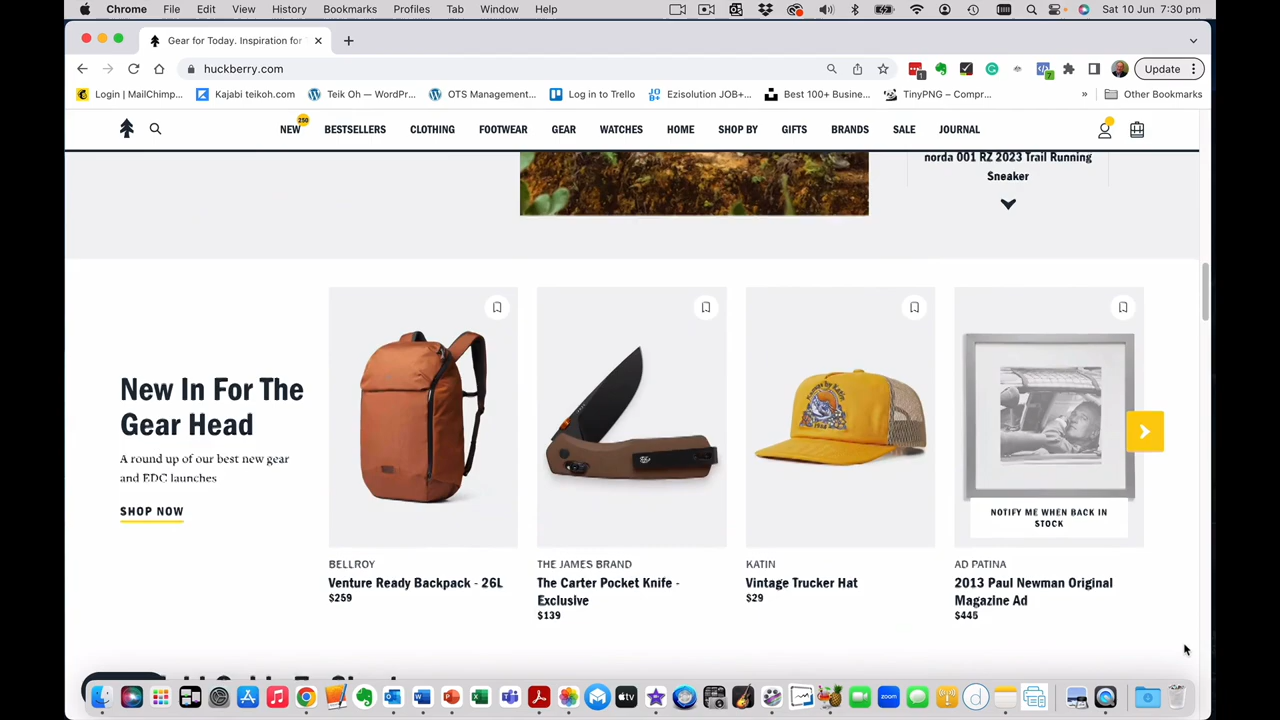 Chrome File Edit View History Bookmarks Profiles Tab Window Help Sat 10 Jun 7:30 pm
Gear for Today. Inspiration for
huckberry.com
Update
Login | MailChimp... Kajabi teikoh.com Teik Oh — WordPr... OTS Management... Log in to Trello Ezisolution JOB+... Best 100+ Busine... TinyPNG – Compr... » Other Bookmarks
NEW 250 BESTSELLERS CLOTHING FOOTWEAR GEAR WATCHES HOME SHOP BY GIFTS BRANDS SALE JOURNAL
norda 001 RZ 2023 Trail Running
Sneaker
New In For The
Gear Head
A round up of our best new gear
and EDC launches
SHOP NOW
NOTIFY ME WHEN BACK IN
STOCK
BELLROY
Venture Ready Backpack - 26L
$259
THE JAMES BRAND
The Carter Pocket Knife -
Exclusive
$139
KATIN
Vintage Trucker Hat
$29
AD PATINA
2013 Paul Newman Original
Magazine Ad
$445